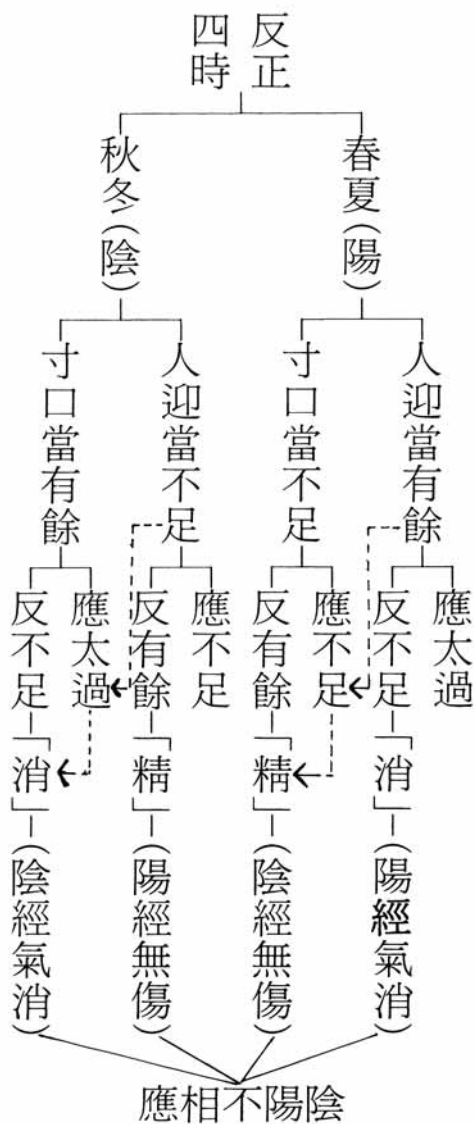 反正
四時
春夏（陽）
秋冬（陰）
人迎當有餘
寸口當不足
人迎當不足
寸口當有餘
應太過
反不足－「消」－（陽經氣消）
應不足
反有餘－「精」－（陰經無傷）
應不足
反有餘－「精」－（陽經無傷）
應太過
反不足－「消」－（陰經氣消）
陰陽不相應